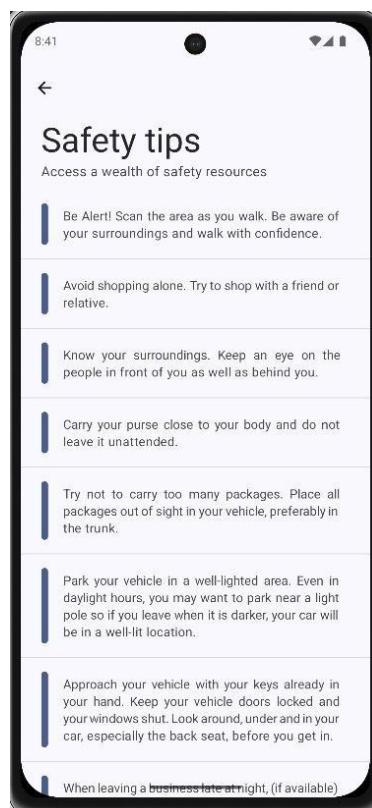 8:41
Safety tips
Access a wealth of safety resources
Be Alert! Scan the area as you walk. Be aware of
your surroundings and walk with confidence.
Avoid shopping alone. Try to shop with a friend or
relative.
Know your surroundings. Keep an eye on the
people in front of you as well as behind you.
Carry your purse close to your body and do not
leave it unattended.
Try not to carry too many packages. Place all
packages out of sight in your vehicle, preferably in
the trunk.
Park your vehicle in a well-lighted area. Even in
daylight hours, you may want to park near a light
pole so if you leave when it is darker, your car will
be in a well-lit location.
Approach your vehicle with your keys already in
your hand. Keep your vehicle doors locked and
your windows shut. Look around, under and in your
car, especially the back seat, before you get in.
When leaving a business late at night, (if available)